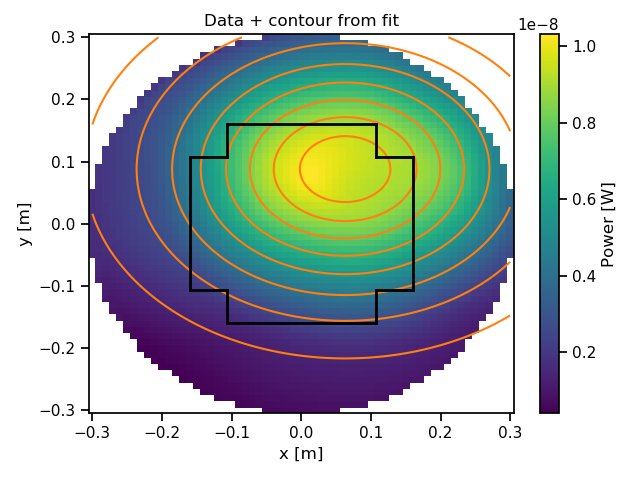 Data + contour from fit
1e−8
0.3
0.2
0.1
0.0
−0.1
−0.2
−0.3
y [m]
−0.3 −0.2 −0.1 0.0 0.1 0.2 0.3
x [m]
1.0
0.8
0.6
0.4
0.2
Power [W]